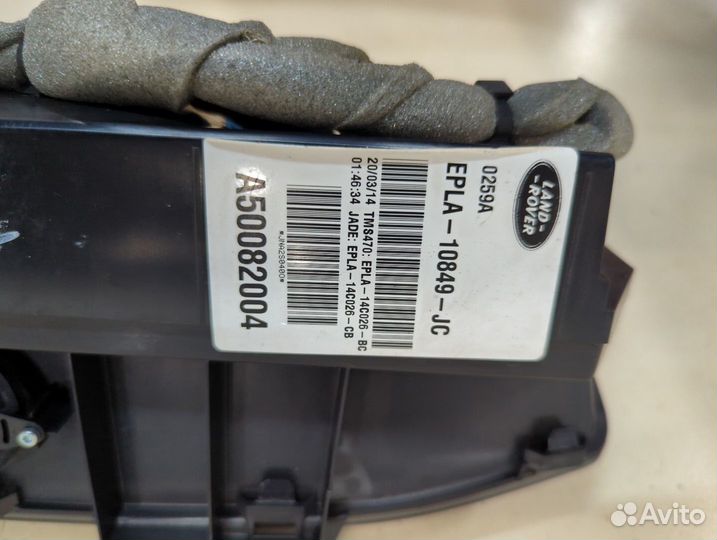 LAND-
-ROVER
0259A
EPLA-10849-JC
20/03/14 TMS470: EPLA-14C026-BC
01:46:34 JADE: EPLA-14C026-CB
A50082004
Avito